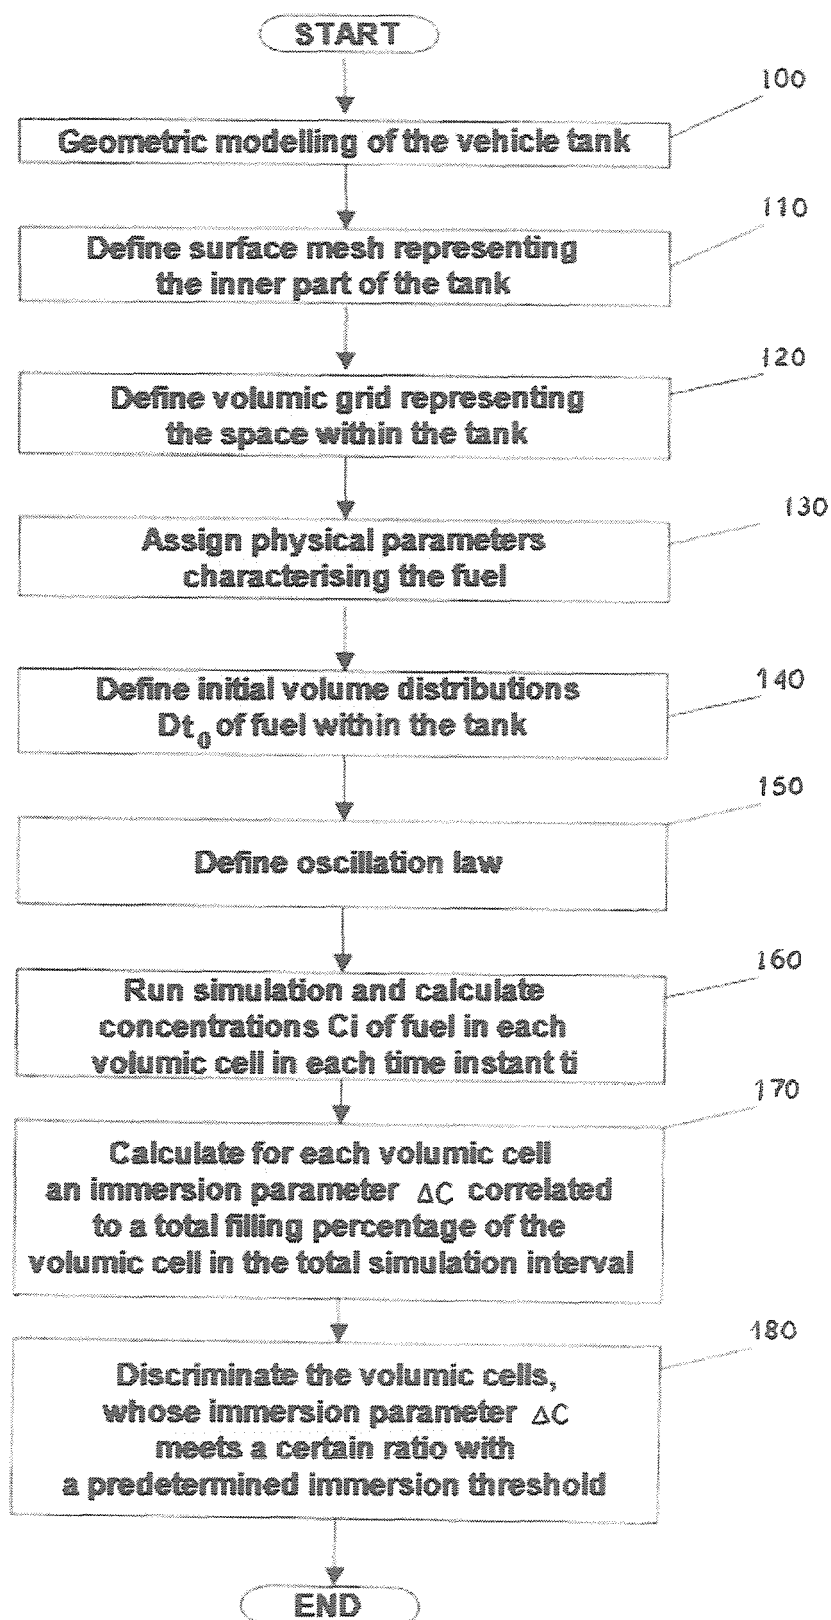 START
100
Geometric modelling of the vehicle tank
110
Define surface mesh representing
the inner part of the tank
120
Define volumic grid representing
the space within the tank
130
Assign physical parameters
characterising the fuel
140
Define initial volume distributions
Dt0 of fuel within the tank
150
Define oscillation law
160
Run simulation and calculate
concentrations Ci of fuel in each
volumic cell in each time instant ti
170
Calculate for each volumic cell
an immersion parameter ΔC correlated
to a total filling percentage of the
volumic cell in the total simulation interval
180
Discriminate the volumic cells,
whose immersion parameter ΔC
meets a certain ratio with
a predetermined immersion threshold
END